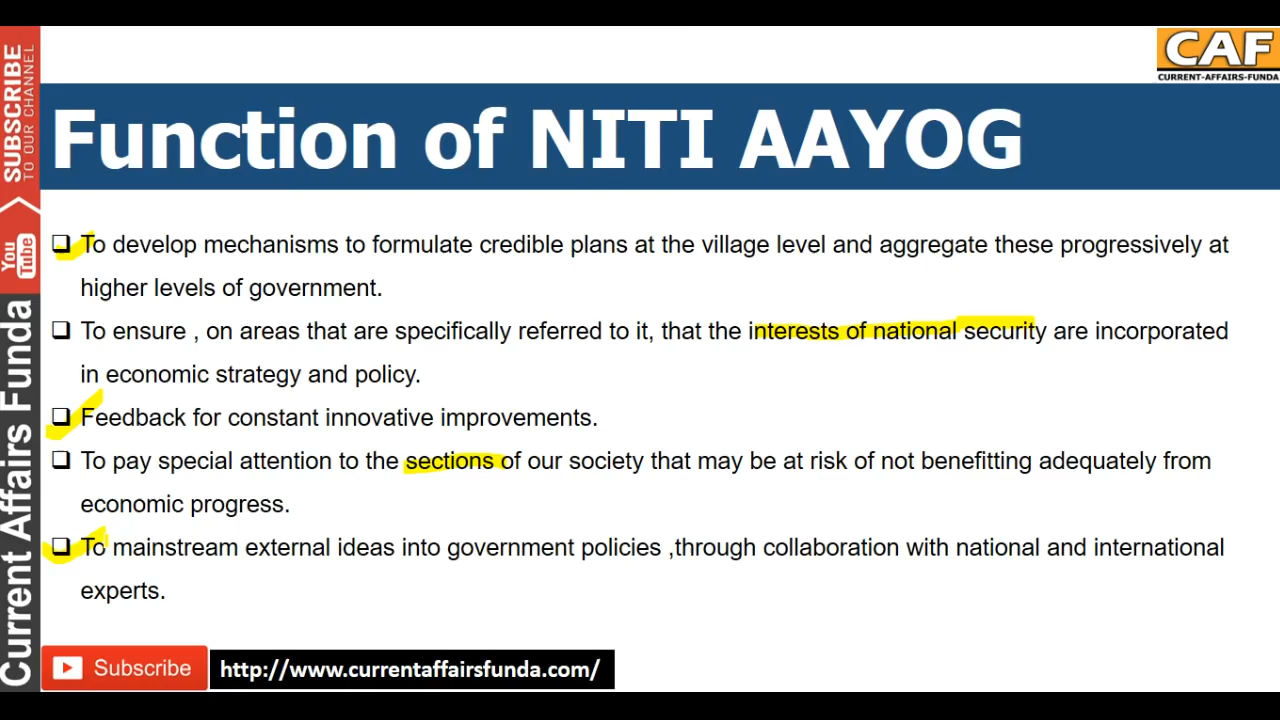 CAF
CURRENT-AFFAIRS-FUNDA
SUBSCRIBE
TO OUR CHANNEL
You
Tube
Current Affairs Funda
Function of NITI AAYOG
To develop mechanisms to formulate credible plans at the village level and aggregate these progressively at
higher levels of government.
To ensure , on areas that are specifically referred to it, that the interests of national security are incorporated
in economic strategy and policy.
Feedback for constant innovative improvements.
To pay special attention to the sections of our society that may be at risk of not benefitting adequately from
economic progress.
To mainstream external ideas into government policies ,through collaboration with national and international
experts.
Subscribe
http://www.currentaffairsfunda.com/